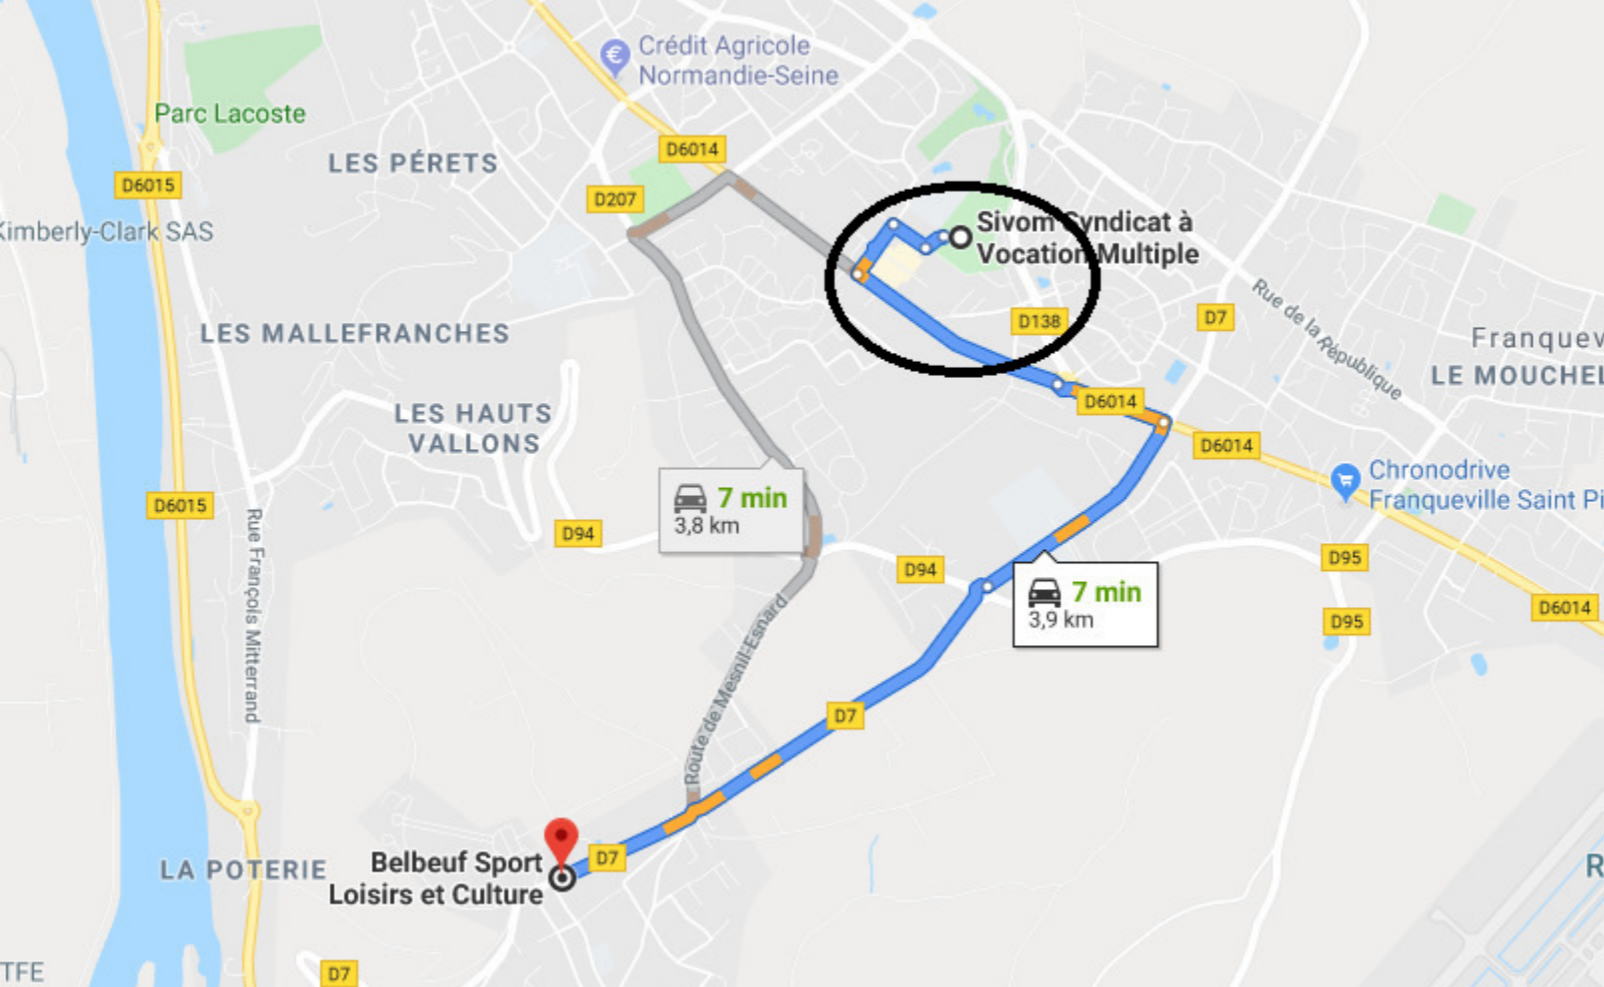 Crédit Agricole
Normandie-Seine
Parc Lacoste
D6014
LES PÉRETS
D6015
D207
Kimberly-Clark SAS
Sivom Syndicat à
Vocation Multiple
Rue de la République
D138
D7
LES MALLEFRANCHES
Franquev
LE MOUCHEL
D6014
LES HAUTS
VALLONS
D6014
Chronodrive
Franqueville Saint Pi
7 min
3,8 km
D6015
Rue François Mitterrand
D94
D94
D95
7 min
3,9 km
D6014
D95
Route de Mesnil-Esnard
D7
D7
Belbeuf Sport
Loisirs et Culture
LA POTERIE
R
TFE
D7